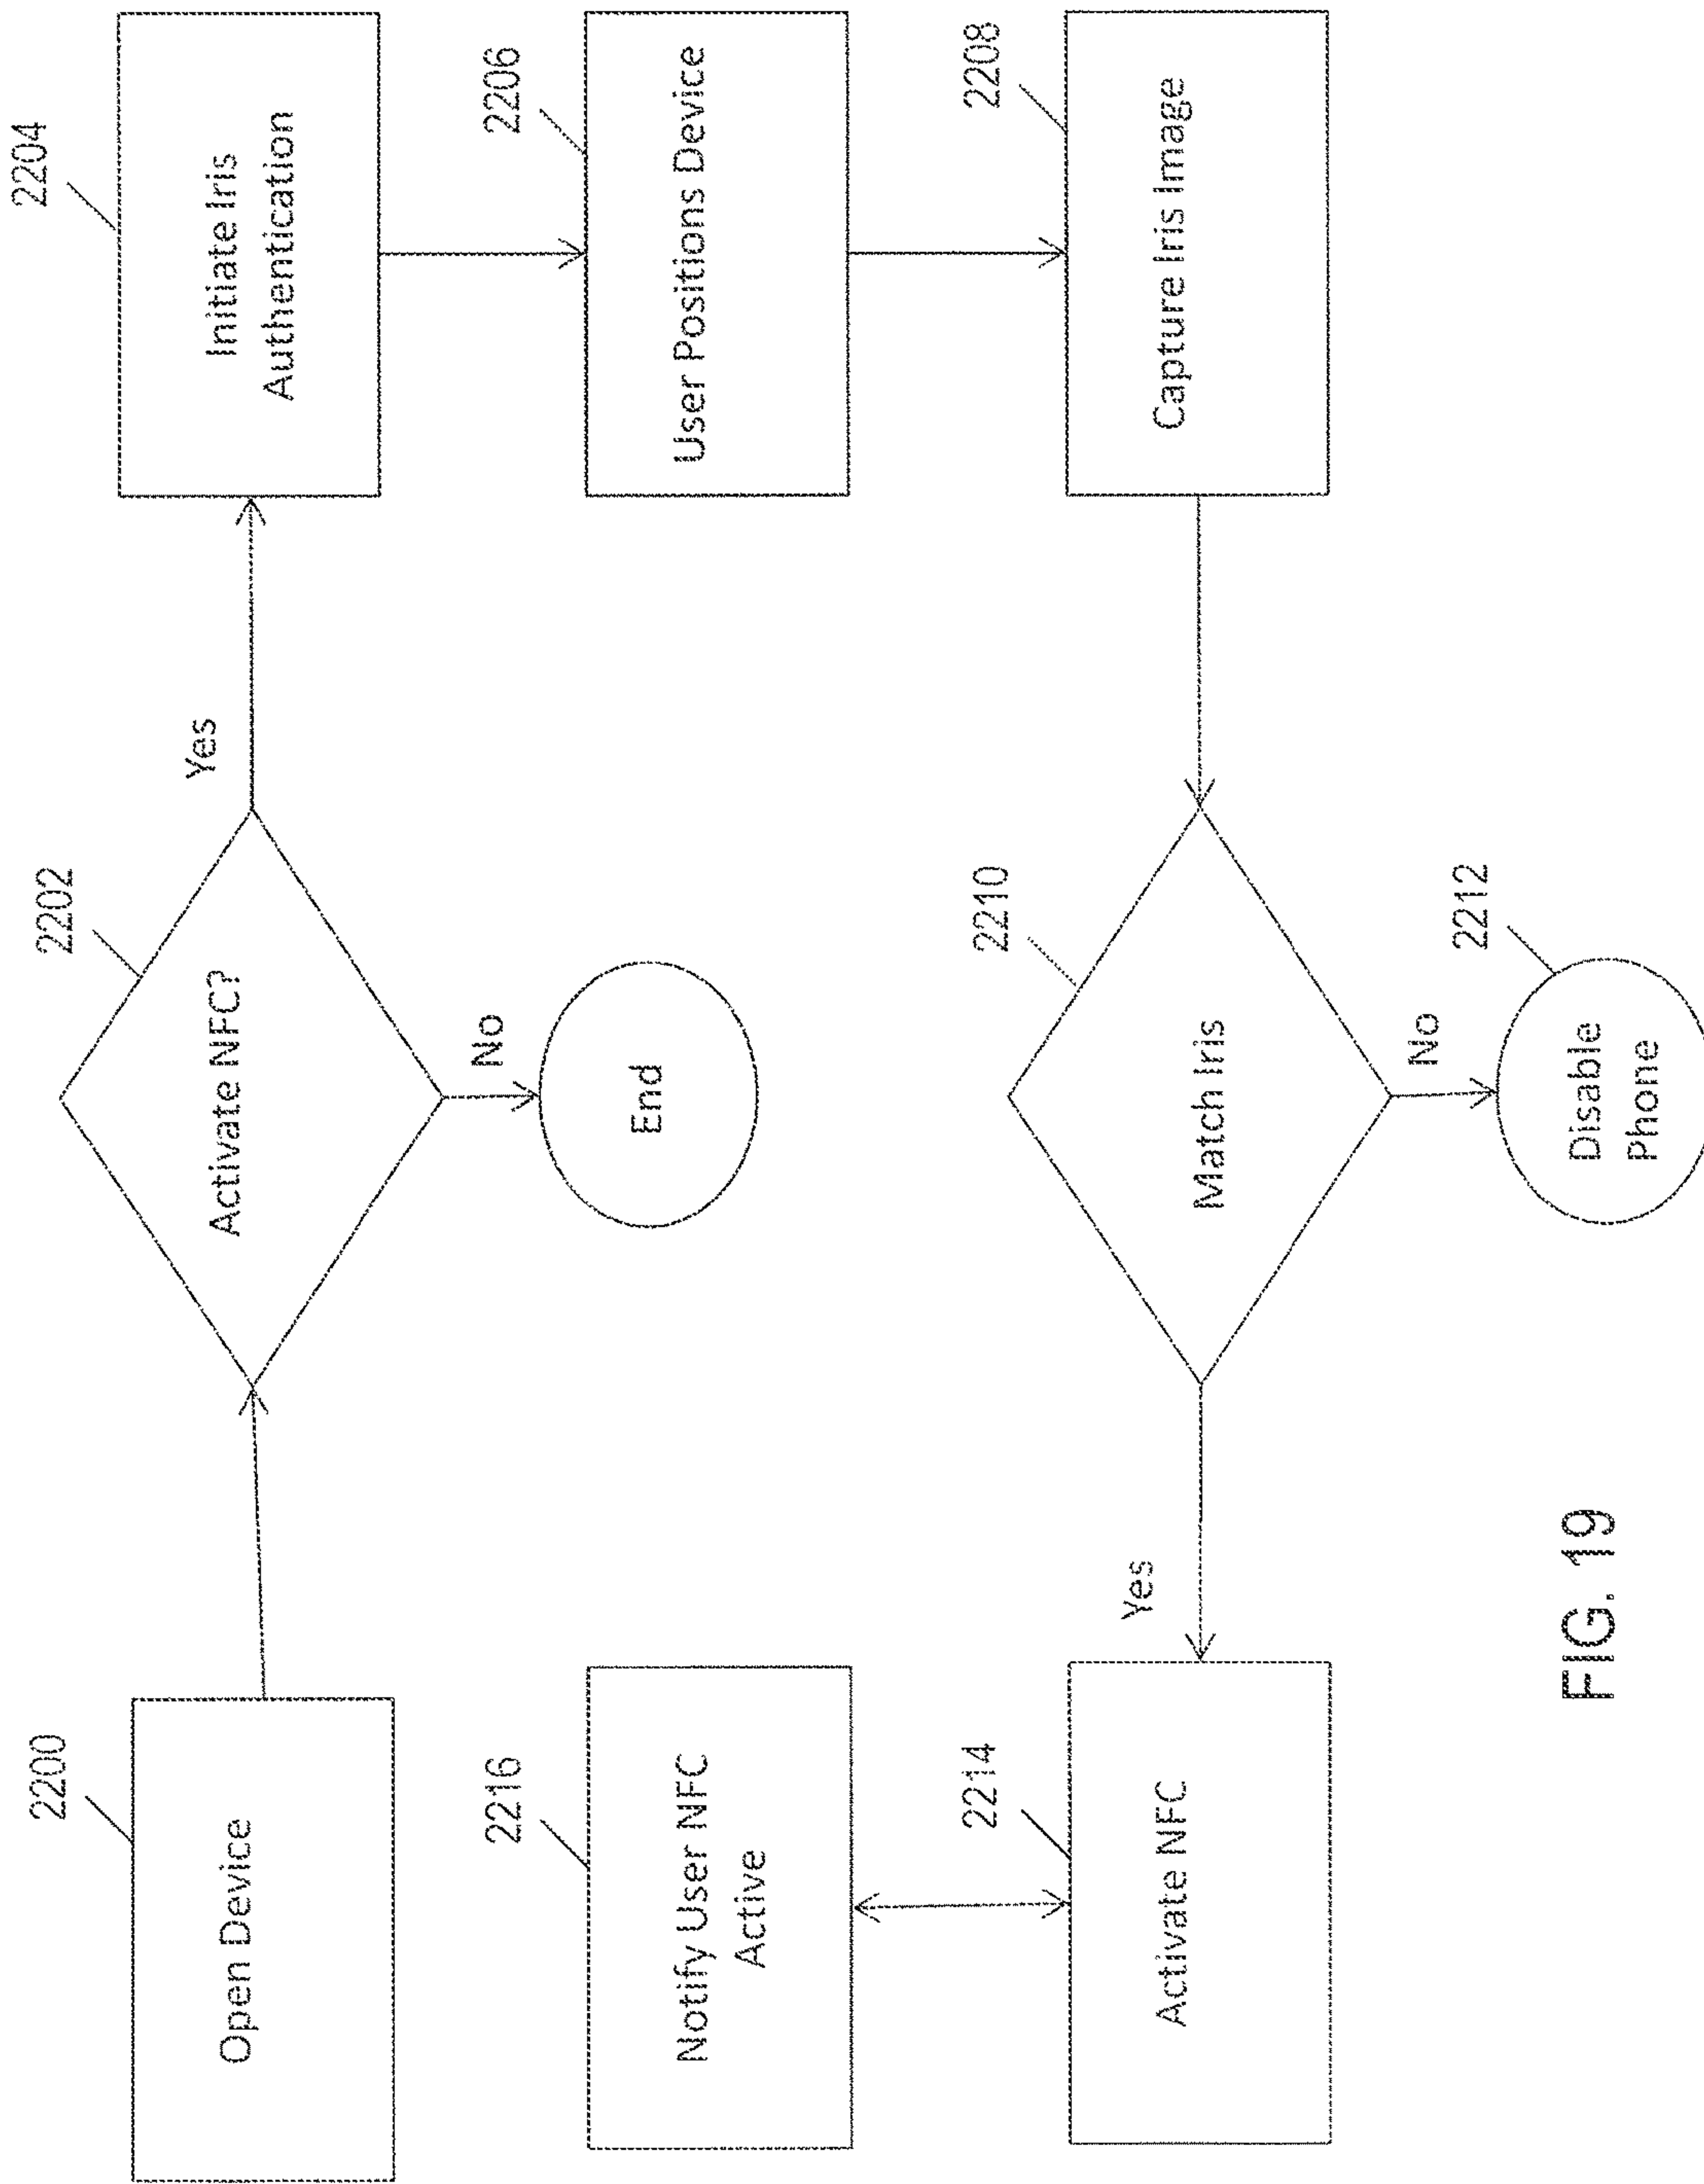 2200
Open Device
2202
Activate NFC?
Yes
No
End
2204
Initiate Iris
Authentication
2206
User Positions Device
2208
Capture Iris Image
2210
Match Iris
No
2212
Disable
Phone
Yes
2214
Activate NFC
2216
Notify User NFC
Active
FIG. 19